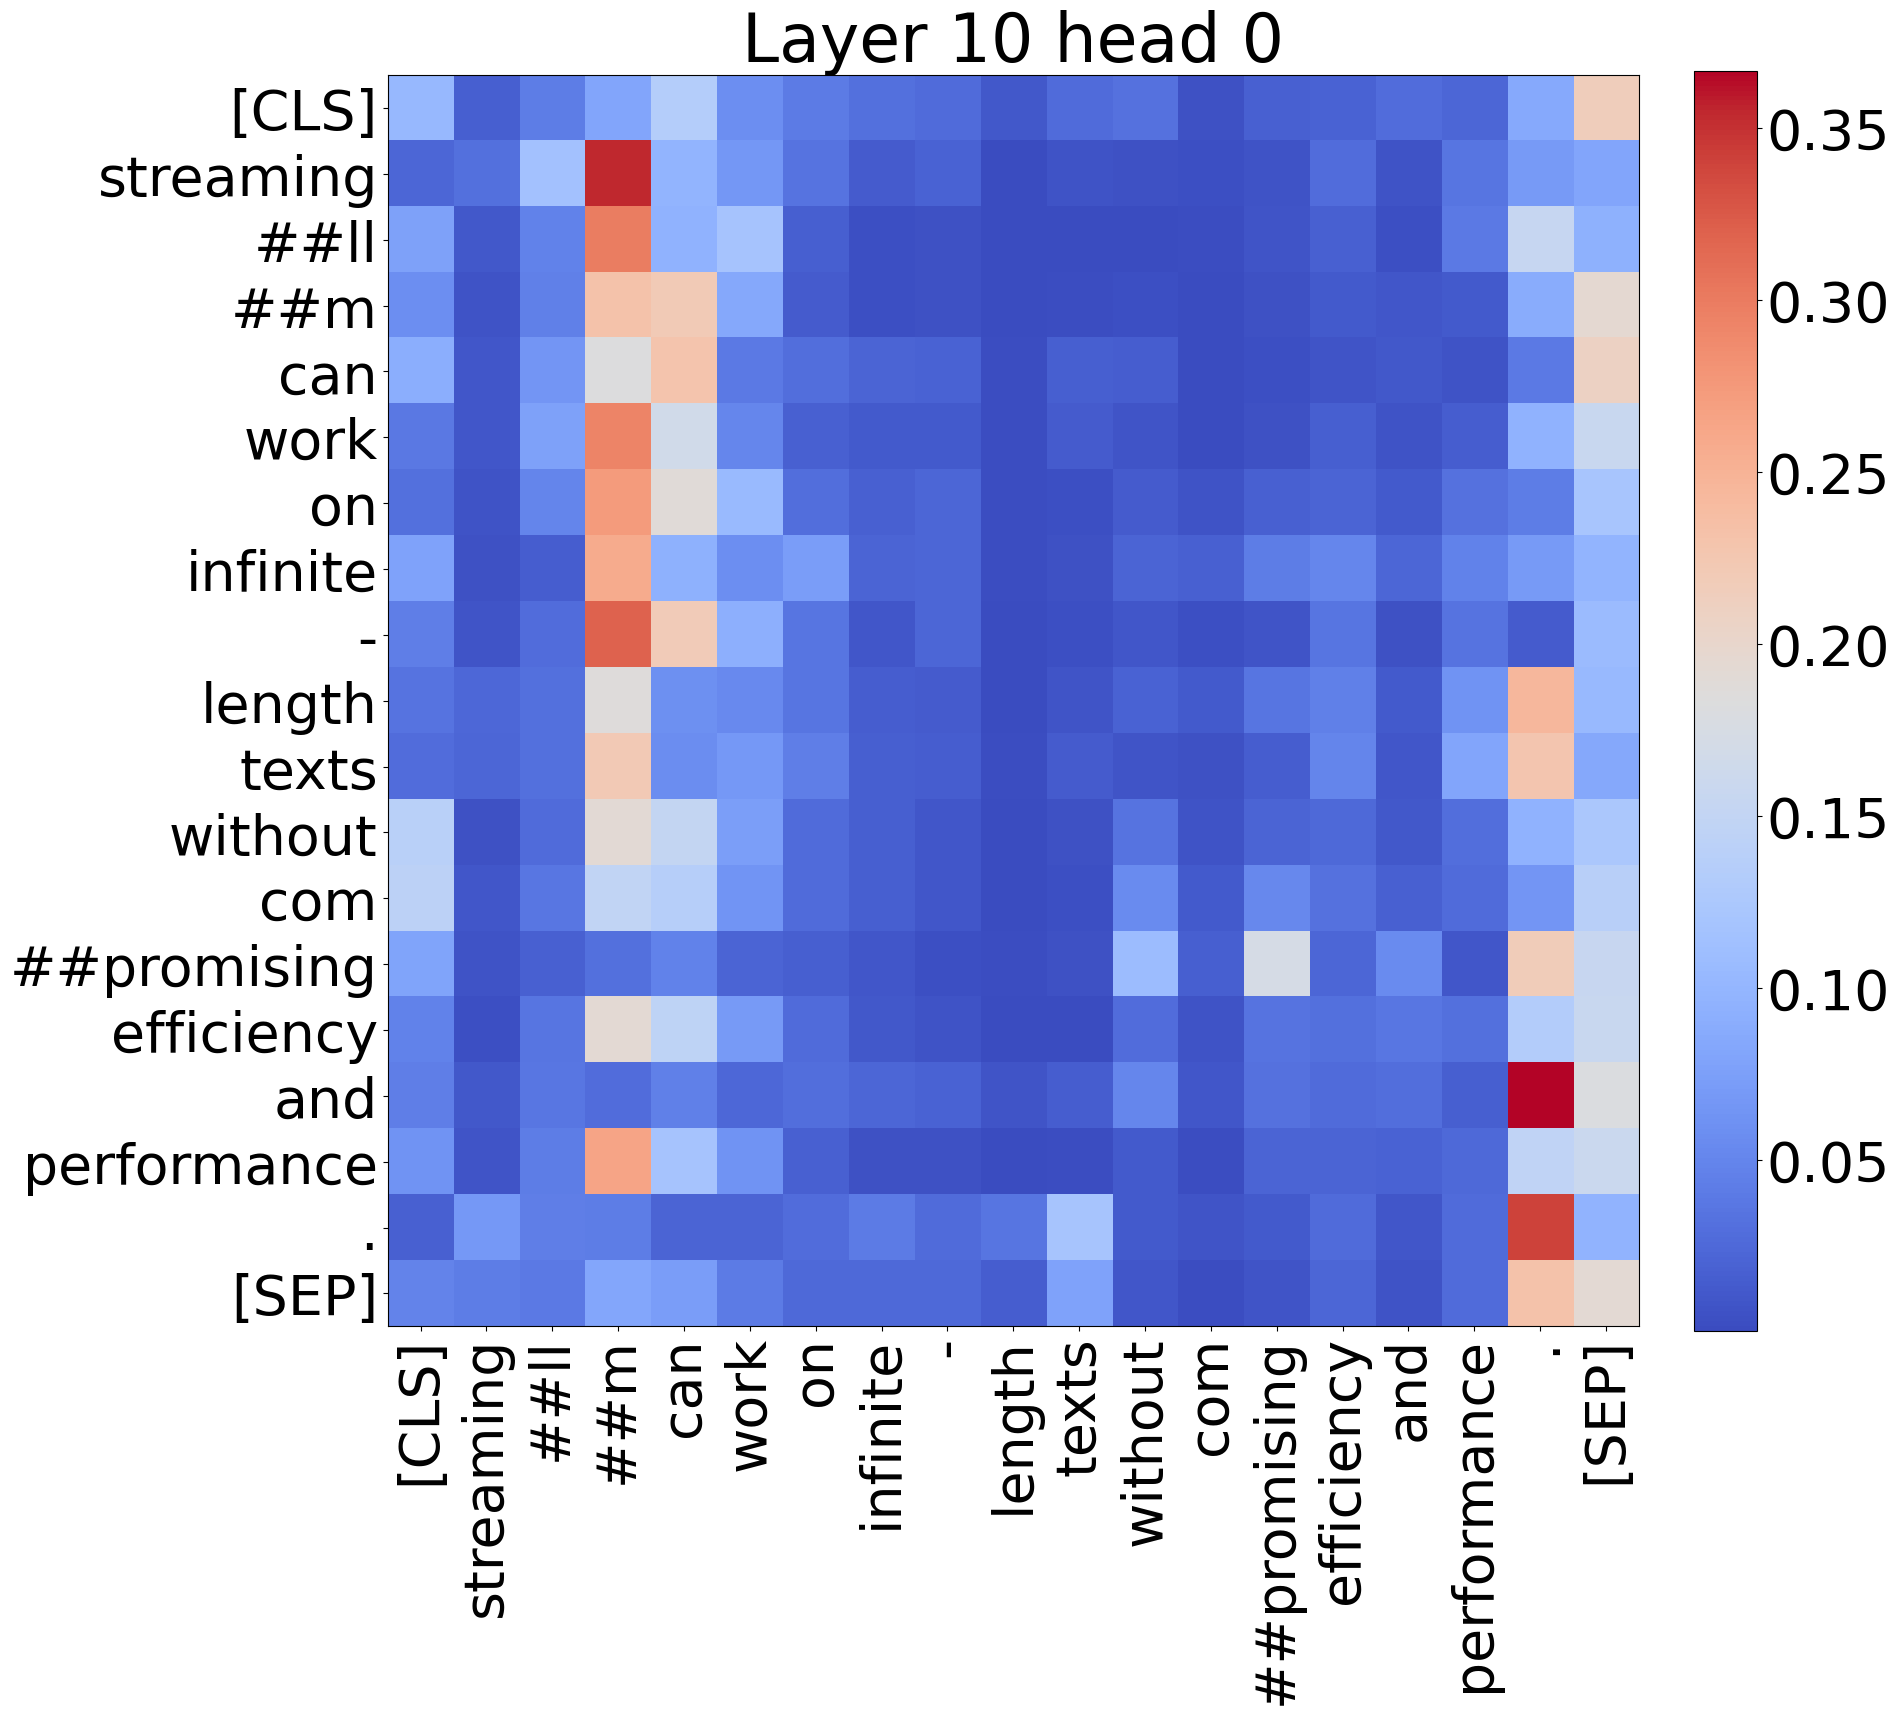 Layer 10 head 0
[CLS]
streaming
##ll
##m
can
work
on
infinite
-
length
texts
without
com
##promising
efficiency
and
performance
.
[SEP]
[CLS]
streaming
##ll
##m
can
work
on
infinite
-
length
texts
without
com
##promising
efficiency
and
performance
.
[SEP]
0.35
0.30
0.25
0.20
0.15
0.10
0.05